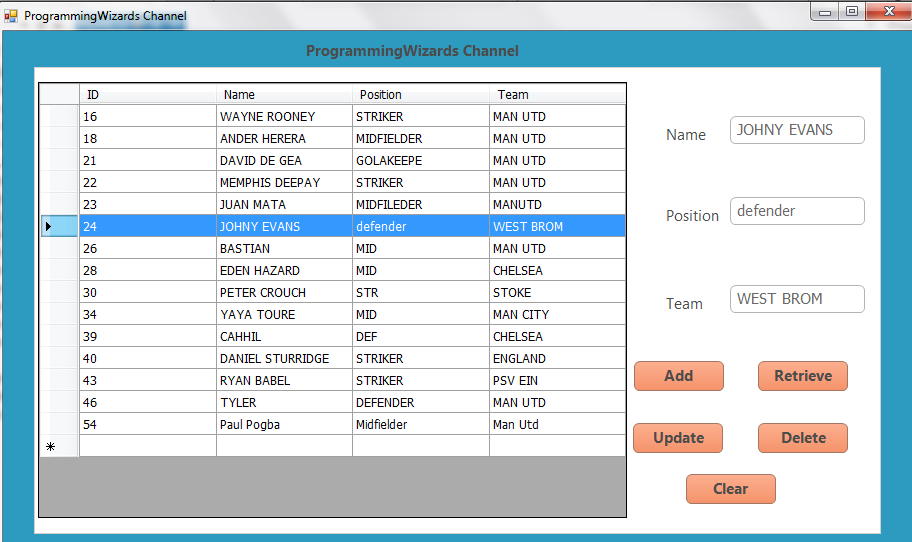 ProgrammingWizards Channel
ProgrammingWizards Channel
ID Name Position Team
16 WAYNE ROONEY STRIKER MAN UTD
18 ANDER HERERA MIDFIELDER MAN UTD
21 DAVID DE GEA GOLAKEEPE MAN UTD
22 MEMPHIS DEEPAY STRIKER MAN UTD
23 JUAN MATA MIDFILEDER MANUTD
24 JOHNY EVANS defender WEST BROM
26 BASTIAN MID MAN UTD
28 EDEN HAZARD MID CHELSEA
30 PETER CROUCH STR STOKE
34 YAYA TOURE MID MAN CITY
39 CAHHIL DEF CHELSEA
40 DANIEL STURRIDGE STRIKER ENGLAND
43 RYAN BABEL STRIKER PSV EIN
46 TYLER DEFENDER MAN UTD
54 Paul Pogba Midfielder Man Utd
Name JOHNY EVANS
Position defender
Team WEST BROM
Add Retrieve
Update Delete
Clear